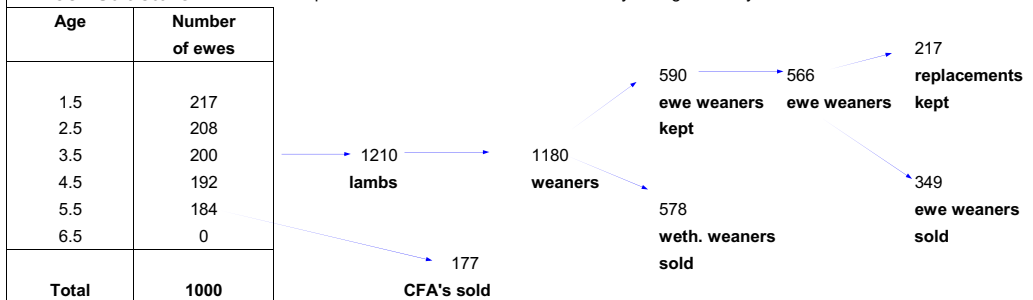 Age Number
of ewes
217
590 566 replacements
1.5 217 ewe weaners ewe weaners kept
2.5 208 kept
3.5 200 1210 1180
4.5 192 lambs weaners 349
5.5 184 578 ewe weaners
6.5 0 weth. weaners sold
177 sold
Total 1000 CFA's sold